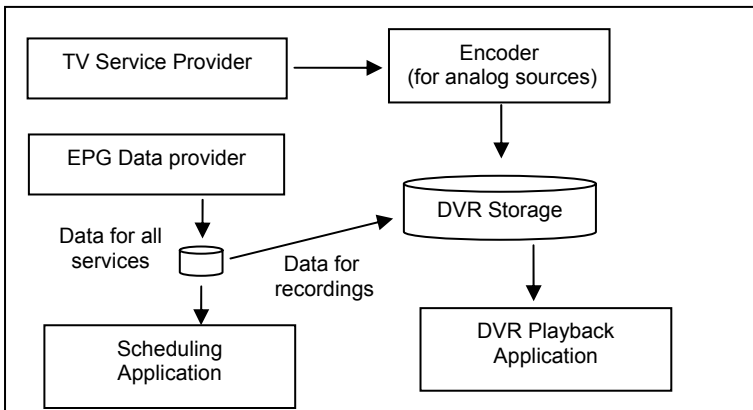 TV Service Provider
Encoder
(for analog sources)
EPG Data provider
DVR Storage
Data for all
services
Data for
recordings
Scheduling
Application
DVR Playback
Application